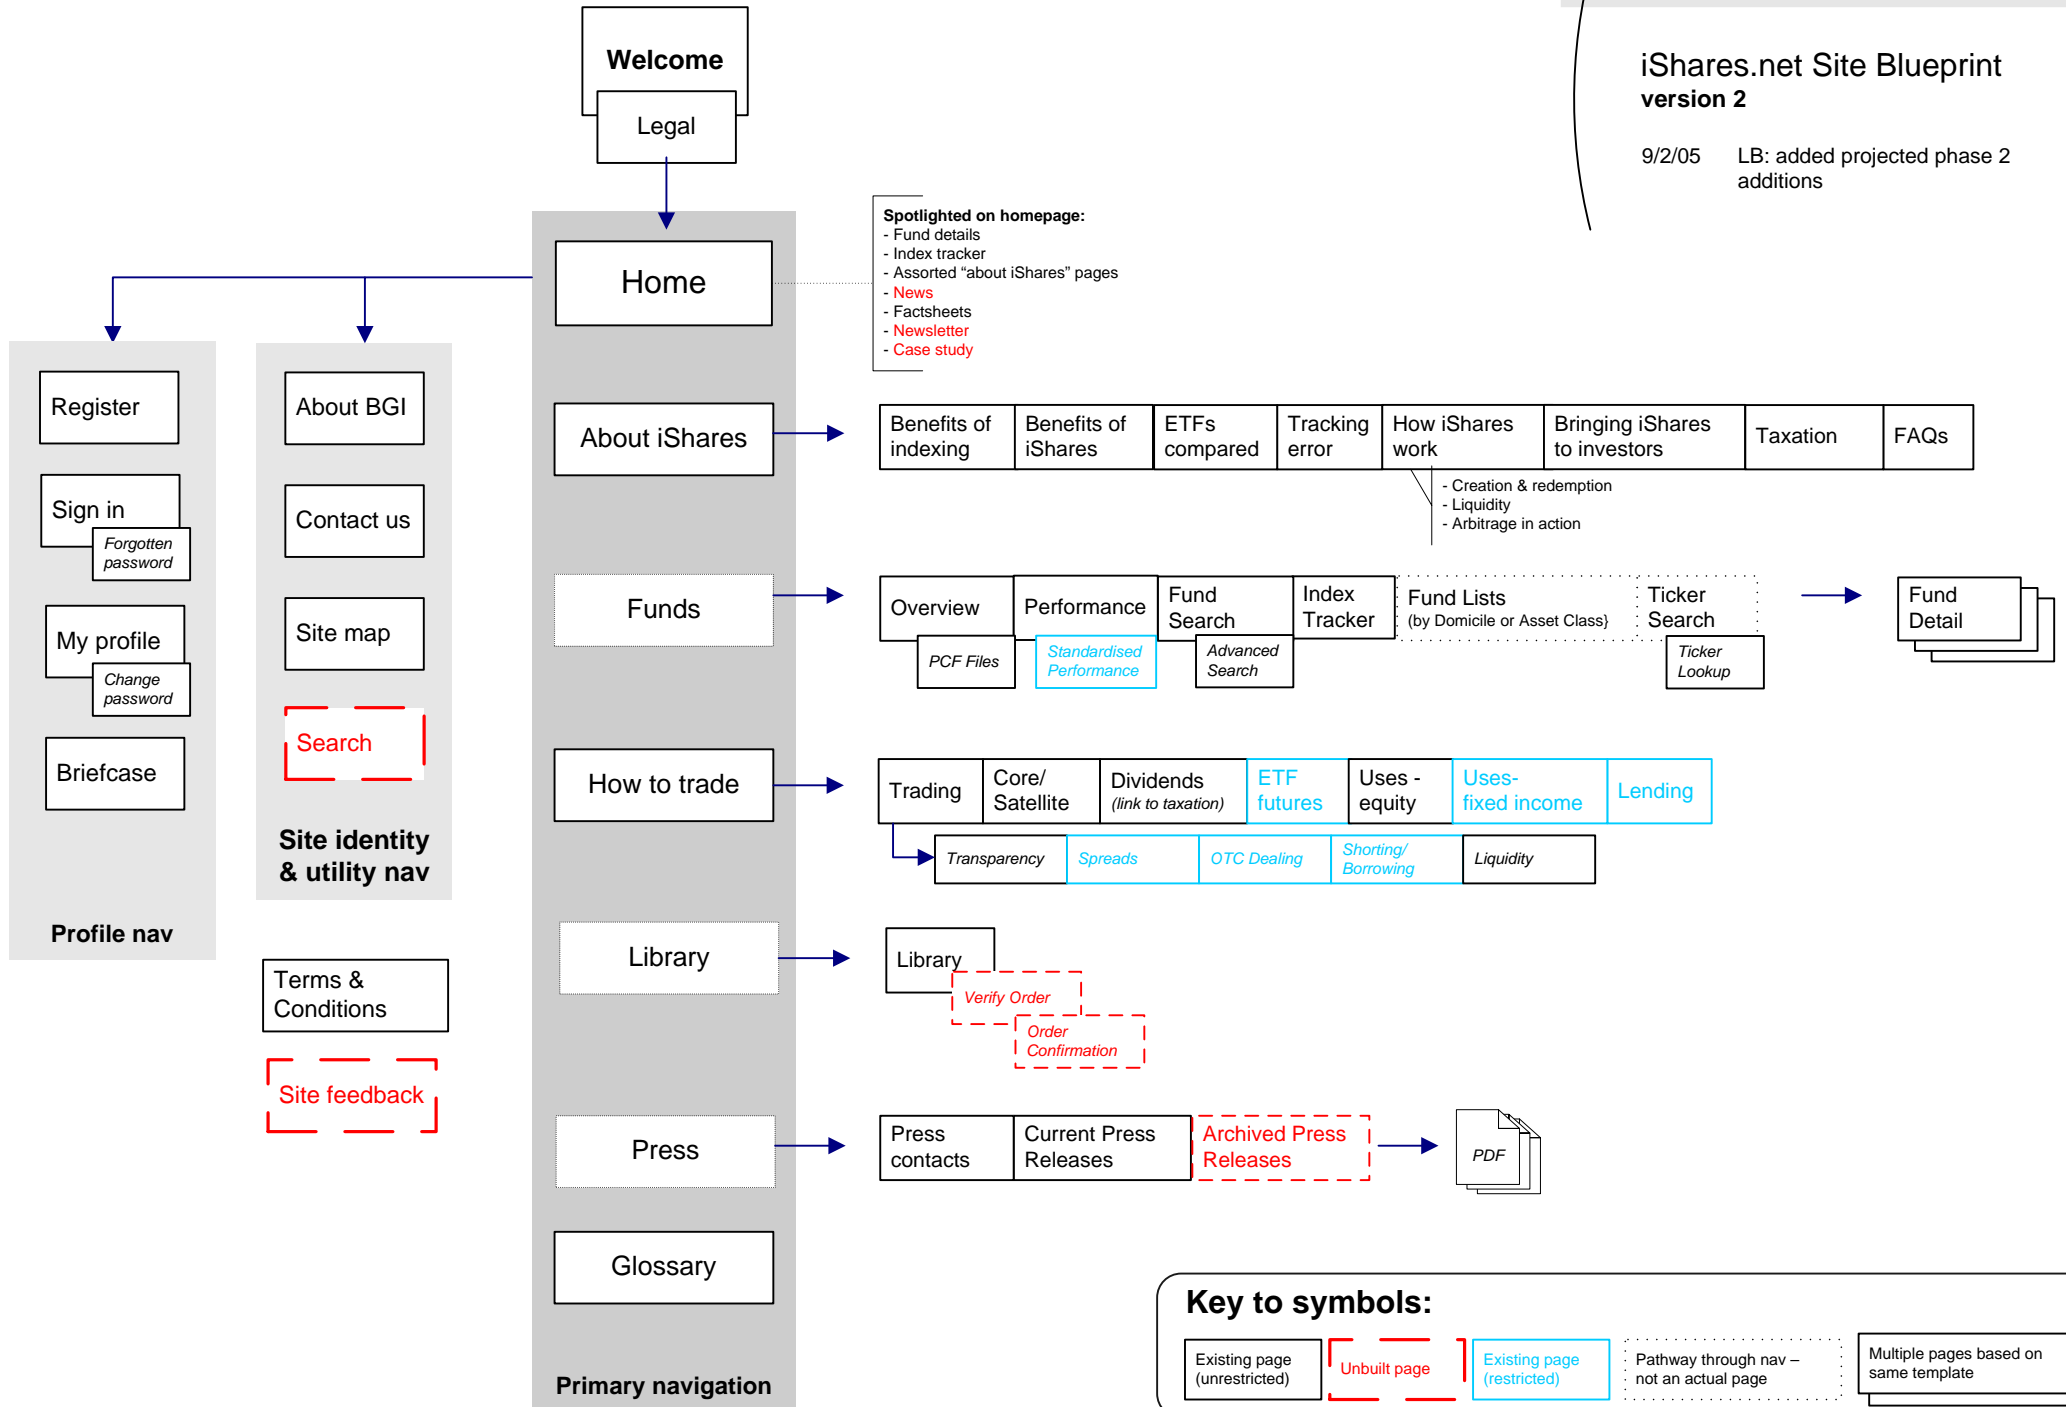 Welcome
Legal
iShares.net Site Blueprint
version 2
9/2/05 LB: added projected phase 2
additions
Home
Spotlighted on homepage:
- Fund details
- Index tracker
- Assorted “about iShares” pages
- News
- Factsheets
- Newsletter
- Case study
Register
Sign in
Forgotten
password
My profile
Change
password
Briefcase
Profile nav
About BGI
Contact us
Site map
Search
Site identity
& utility nav
Terms &
Conditions
Site feedback
About iShares
Benefits of
indexing
Benefits of
iShares
ETFs
compared
Tracking
error
How iShares
work
Bringing iShares
to investors
Taxation
FAQs
- Creation & redemption
- Liquidity
- Arbitrage in action
Funds
Overview
PCF Files
Performance
Standardised
Performance
Fund
Search
Advanced
Search
Index
Tracker
Fund Lists
(by Domicile or Asset Class}
Ticker
Search
Ticker
Lookup
Fund
Detail
How to trade
Trading
Core/
Satellite
Dividends
(link to taxation)
ETF
futures
Uses -
equity
Uses-
fixed income
Lending
Transparency
Spreads
OTC Dealing
Shorting/
Borrowing
Liquidity
Library
Library
Verify Order
Order
Confirmation
Press
Press
contacts
Current Press
Releases
Archived Press
Releases
PDF
Glossary
Primary navigation
Key to symbols:
Existing page
(unrestricted)
Unbuilt page
Existing page
(restricted)
Pathway through nav –
not an actual page
Multiple pages based on
same template